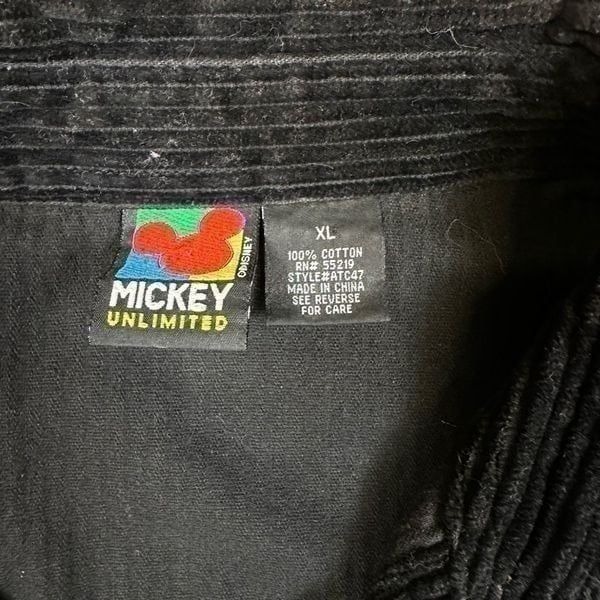 ©DISNEY
MICKEY
UNLIMITED
XL
100% COTTON
RN# 55219
STYLE#ATC47
MADE IN CHINA
SEE REVERSE
FOR CARE